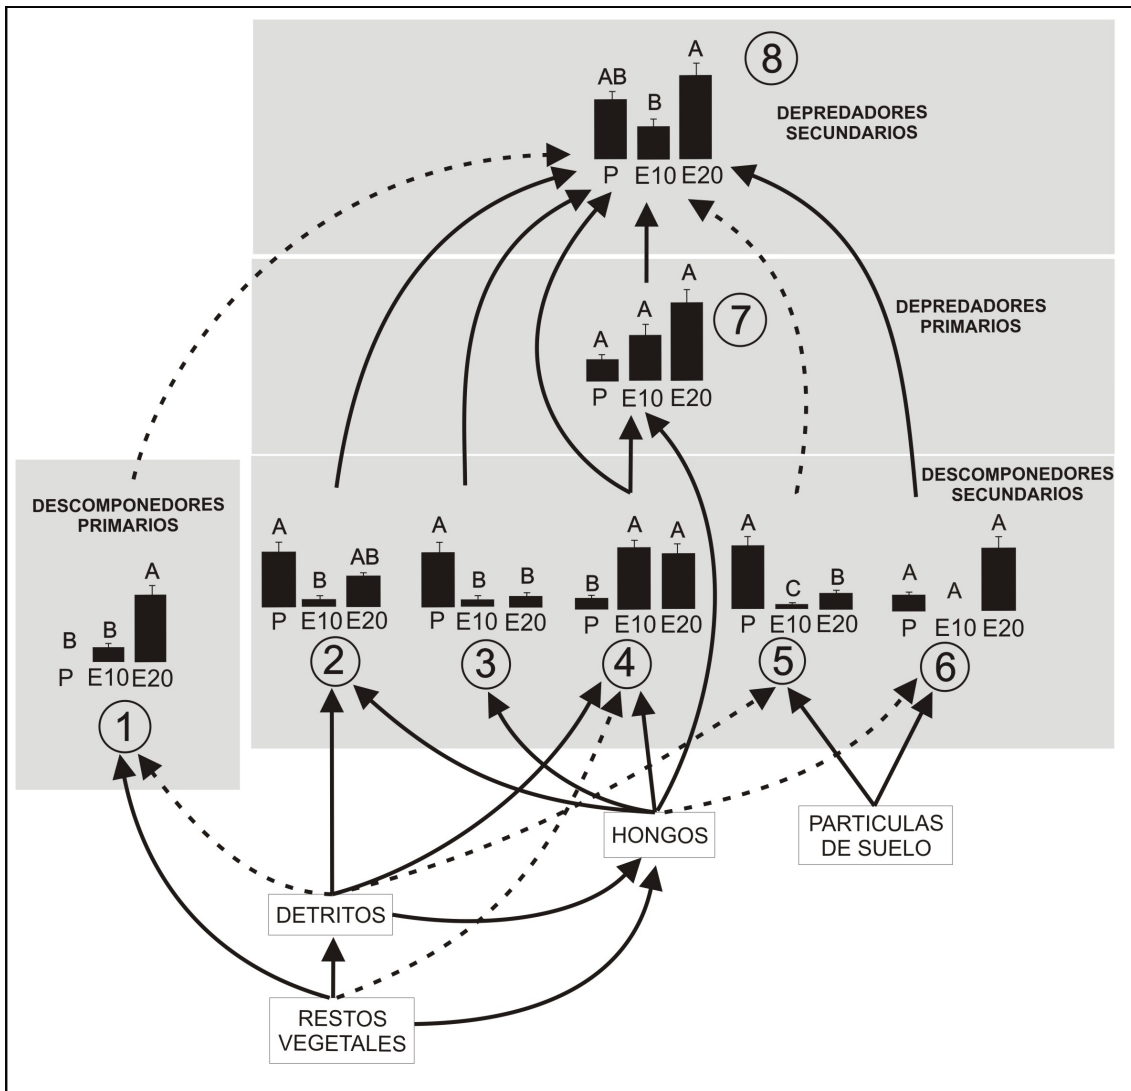 A
AB
B
8
DEPREDADORES
SECUNDARIOS
P E10 E20
A
A
A
7
DEPREDADORES
PRIMARIOS
P E10 E20
DESCOMPONEDORES
PRIMARIOS
A
B
B
P E10 E20
1
DESCOMPONEDORES
SECUNDARIOS
A
B
AB
P E10 E20
2
A
B
B
P E10 E20
3
B
A
A
P E10 E20
4
A
C
B
P E10 E20
5
A
A
A
P E10 E20
6
HONGOS
PARTICULAS
DE SUELO
DETRITOS
RESTOS
VEGETALES